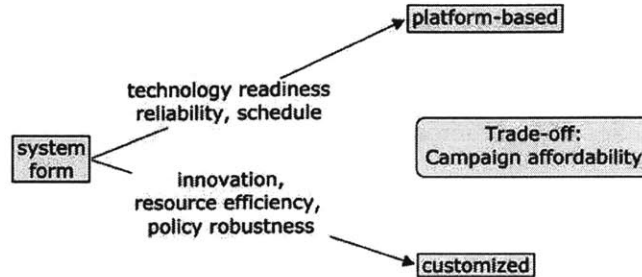 platform-based
technology readiness
reliability, schedule
system
form
Trade-off:
Campaign affordability
innovation,
resource efficiency,
policy robustness
customized